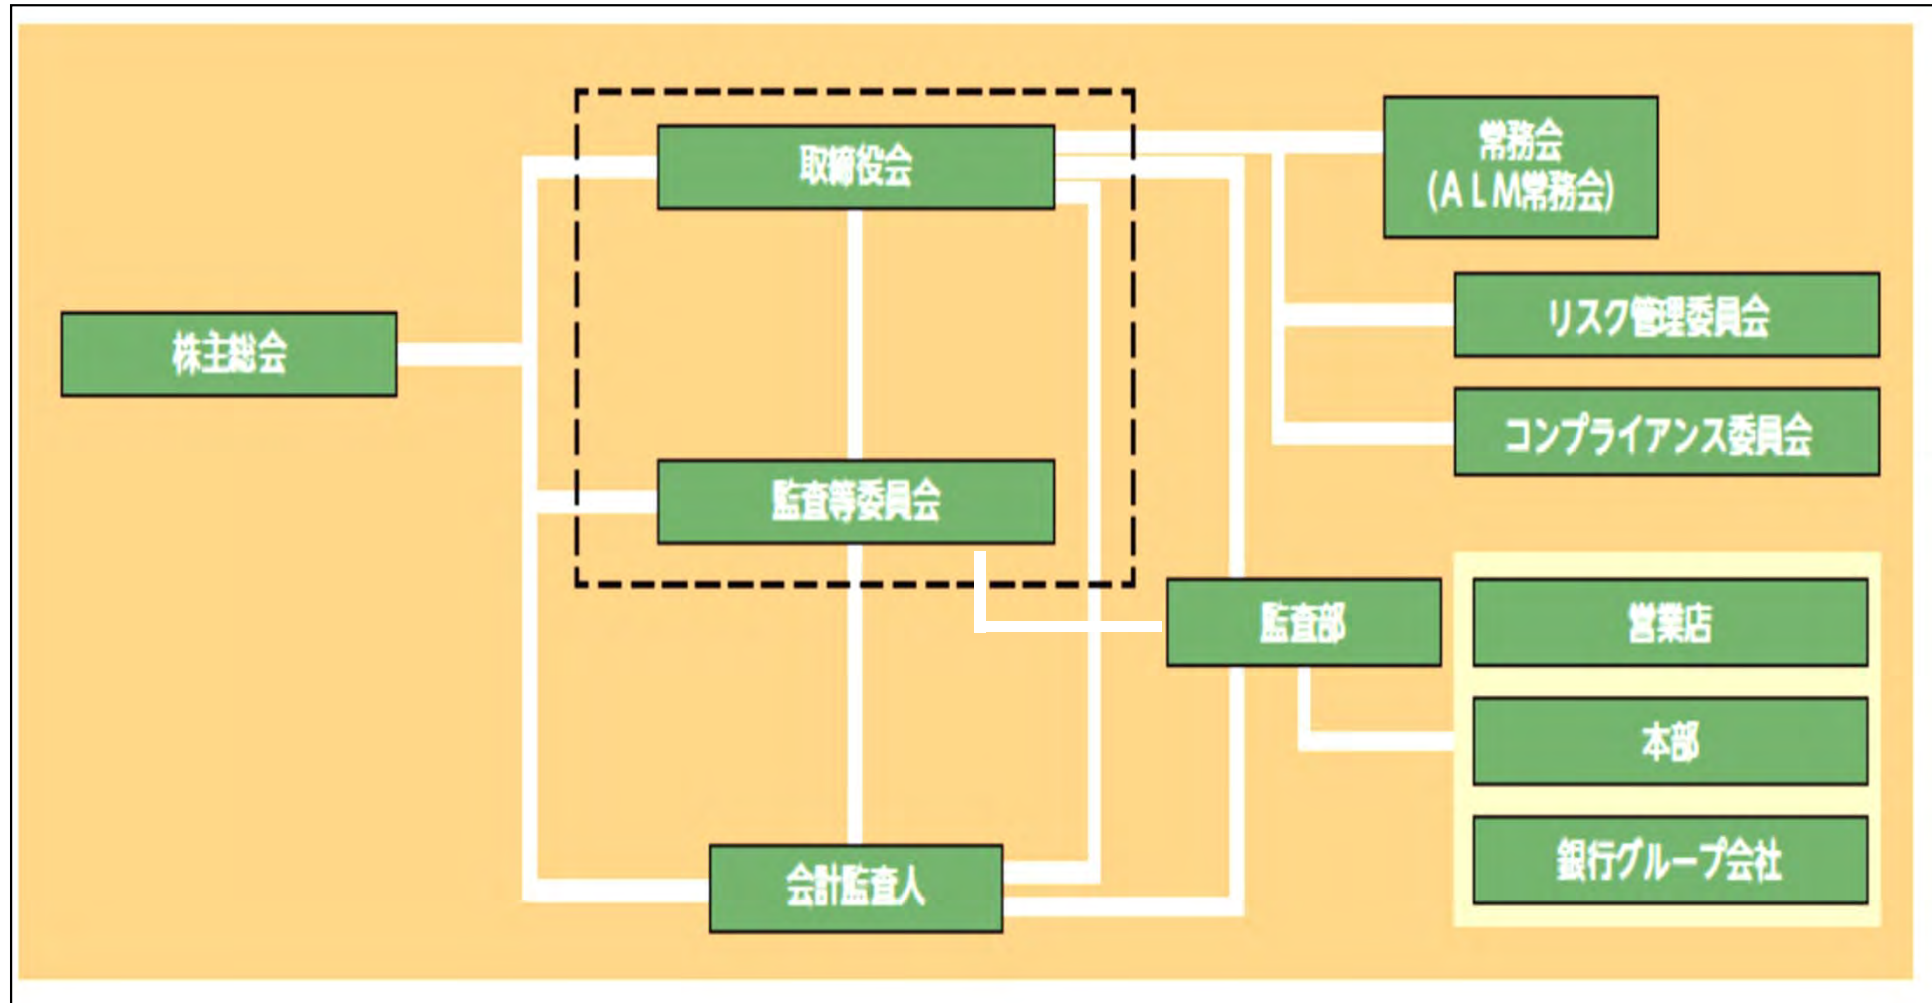 取締役会
常務会
(ＡＬＭ常務会)
リスク管理委員会
株主総会
コンプライアンス委員会
監査等委員会
監査部
営業店
本部
会計監査人
銀行グループ会社